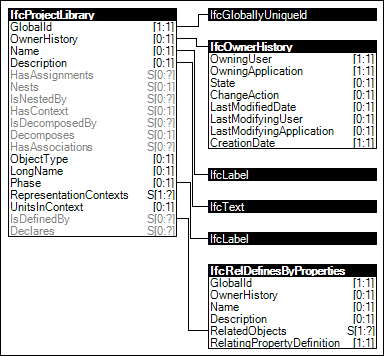 IfcProjectLibrary
GlobalId [1:1]
OwnerHistory [0:1]
Name [0:1]
Description [0:1]
HasAssignments S[0:?]
Nests S[0:1]
IsNestedBy S[0:?]
HasContext S[0:1]
IsDecomposedBy S[0:?]
Decomposes S[0:1]
HasAssociations S[0:?]
ObjectType [0:1]
LongName [0:1]
Phase [0:1]
RepresentationContexts S[1:?]
UnitsInContext [0:1]
IsDefinedBy S[0:?]
Declares S[0:?]
IfcGloballyUniqueId
IfcOwnerHistory
OwningUser [1:1]
OwningApplication [1:1]
State [0:1]
ChangeAction [0:1]
LastModifiedDate [0:1]
LastModifyingUser [0:1]
LastModifyingApplication [0:1]
CreationDate [1:1]
IfcLabel
IfcText
IfcLabel
IfcRelDefinesByProperties
GlobalId [1:1]
OwnerHistory [0:1]
Name [0:1]
Description [0:1]
RelatedObjects S[1:?]
RelatingPropertyDefinition [1:1]